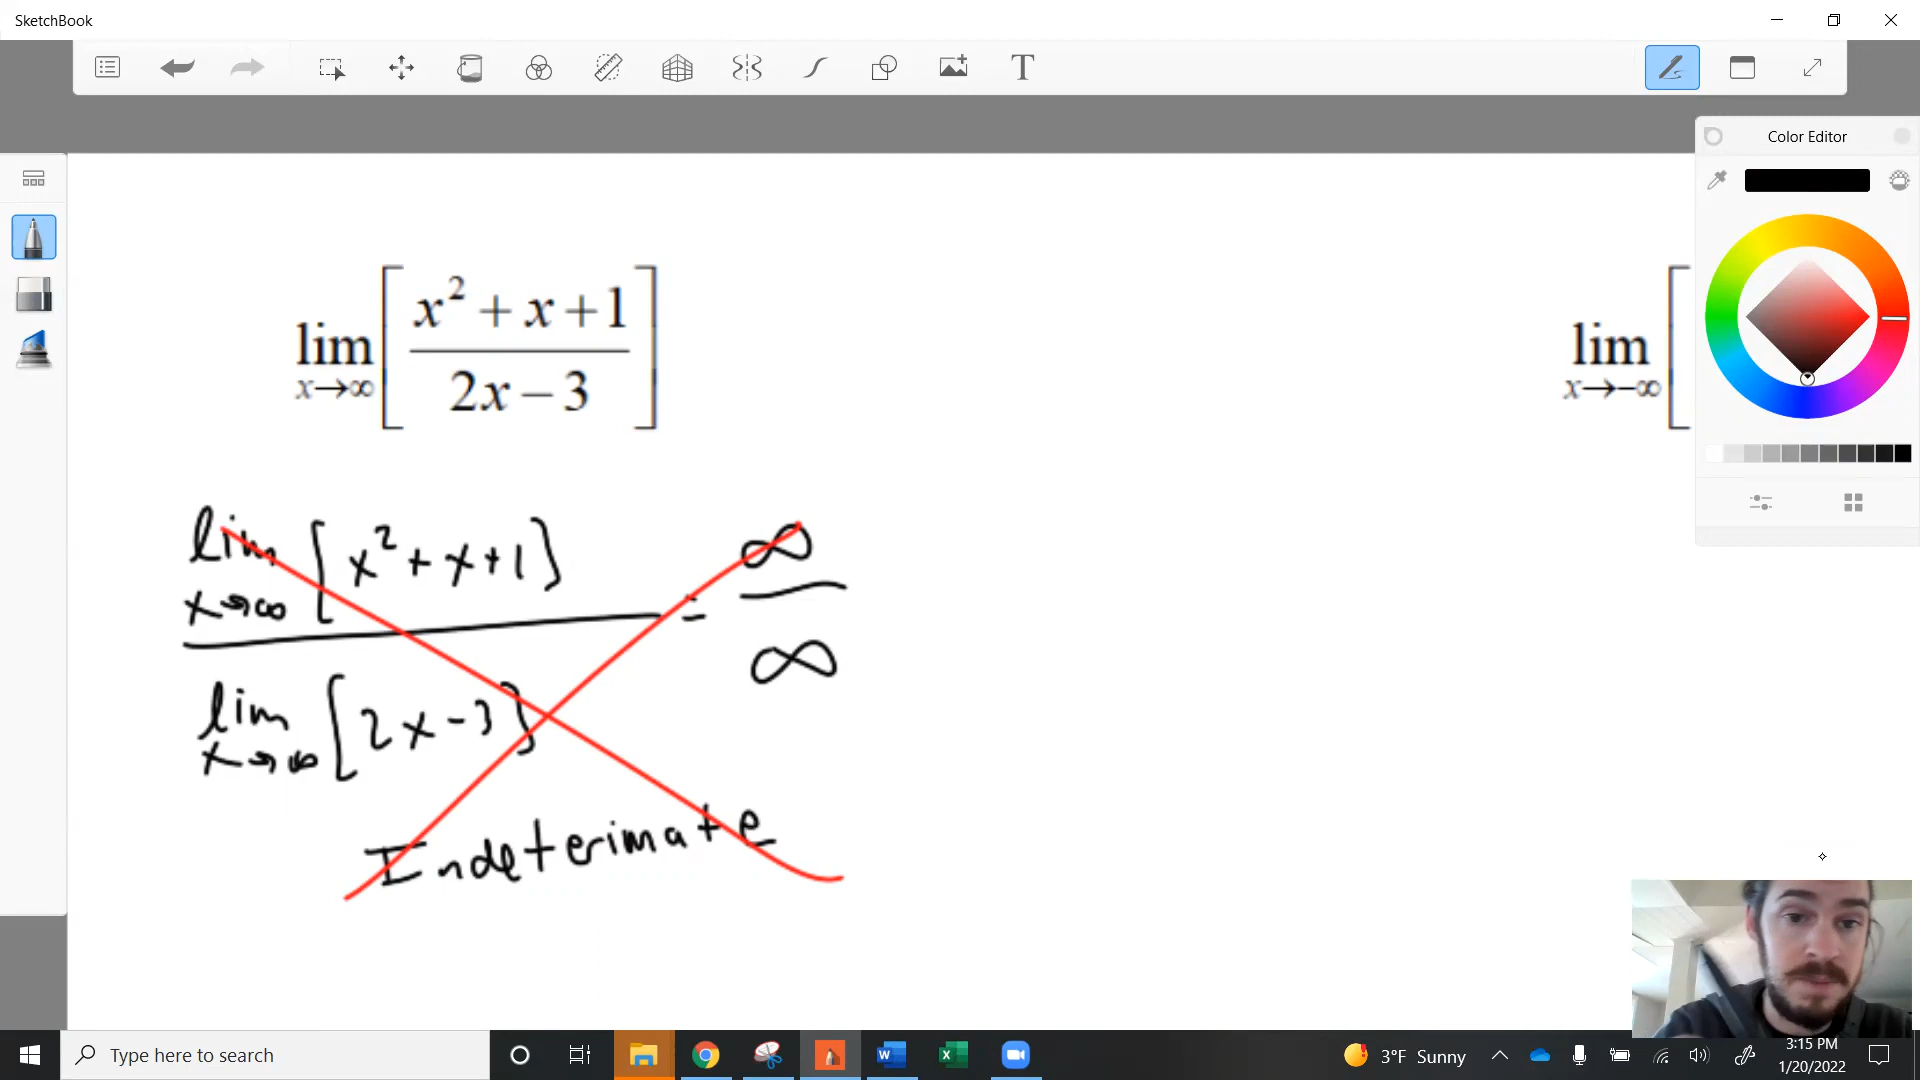 SketchBook
T
Color Editor
lim x→∞ [ x² + x + 1 / 2x − 3 ]
lim x→−∞ [
lim x→∞ [x² + x + 1]
= ∞ / ∞
lim x→∞ [2x − 3]
Indeterimate
Type here to search
3°F Sunny
3:15 PM
1/20/2022